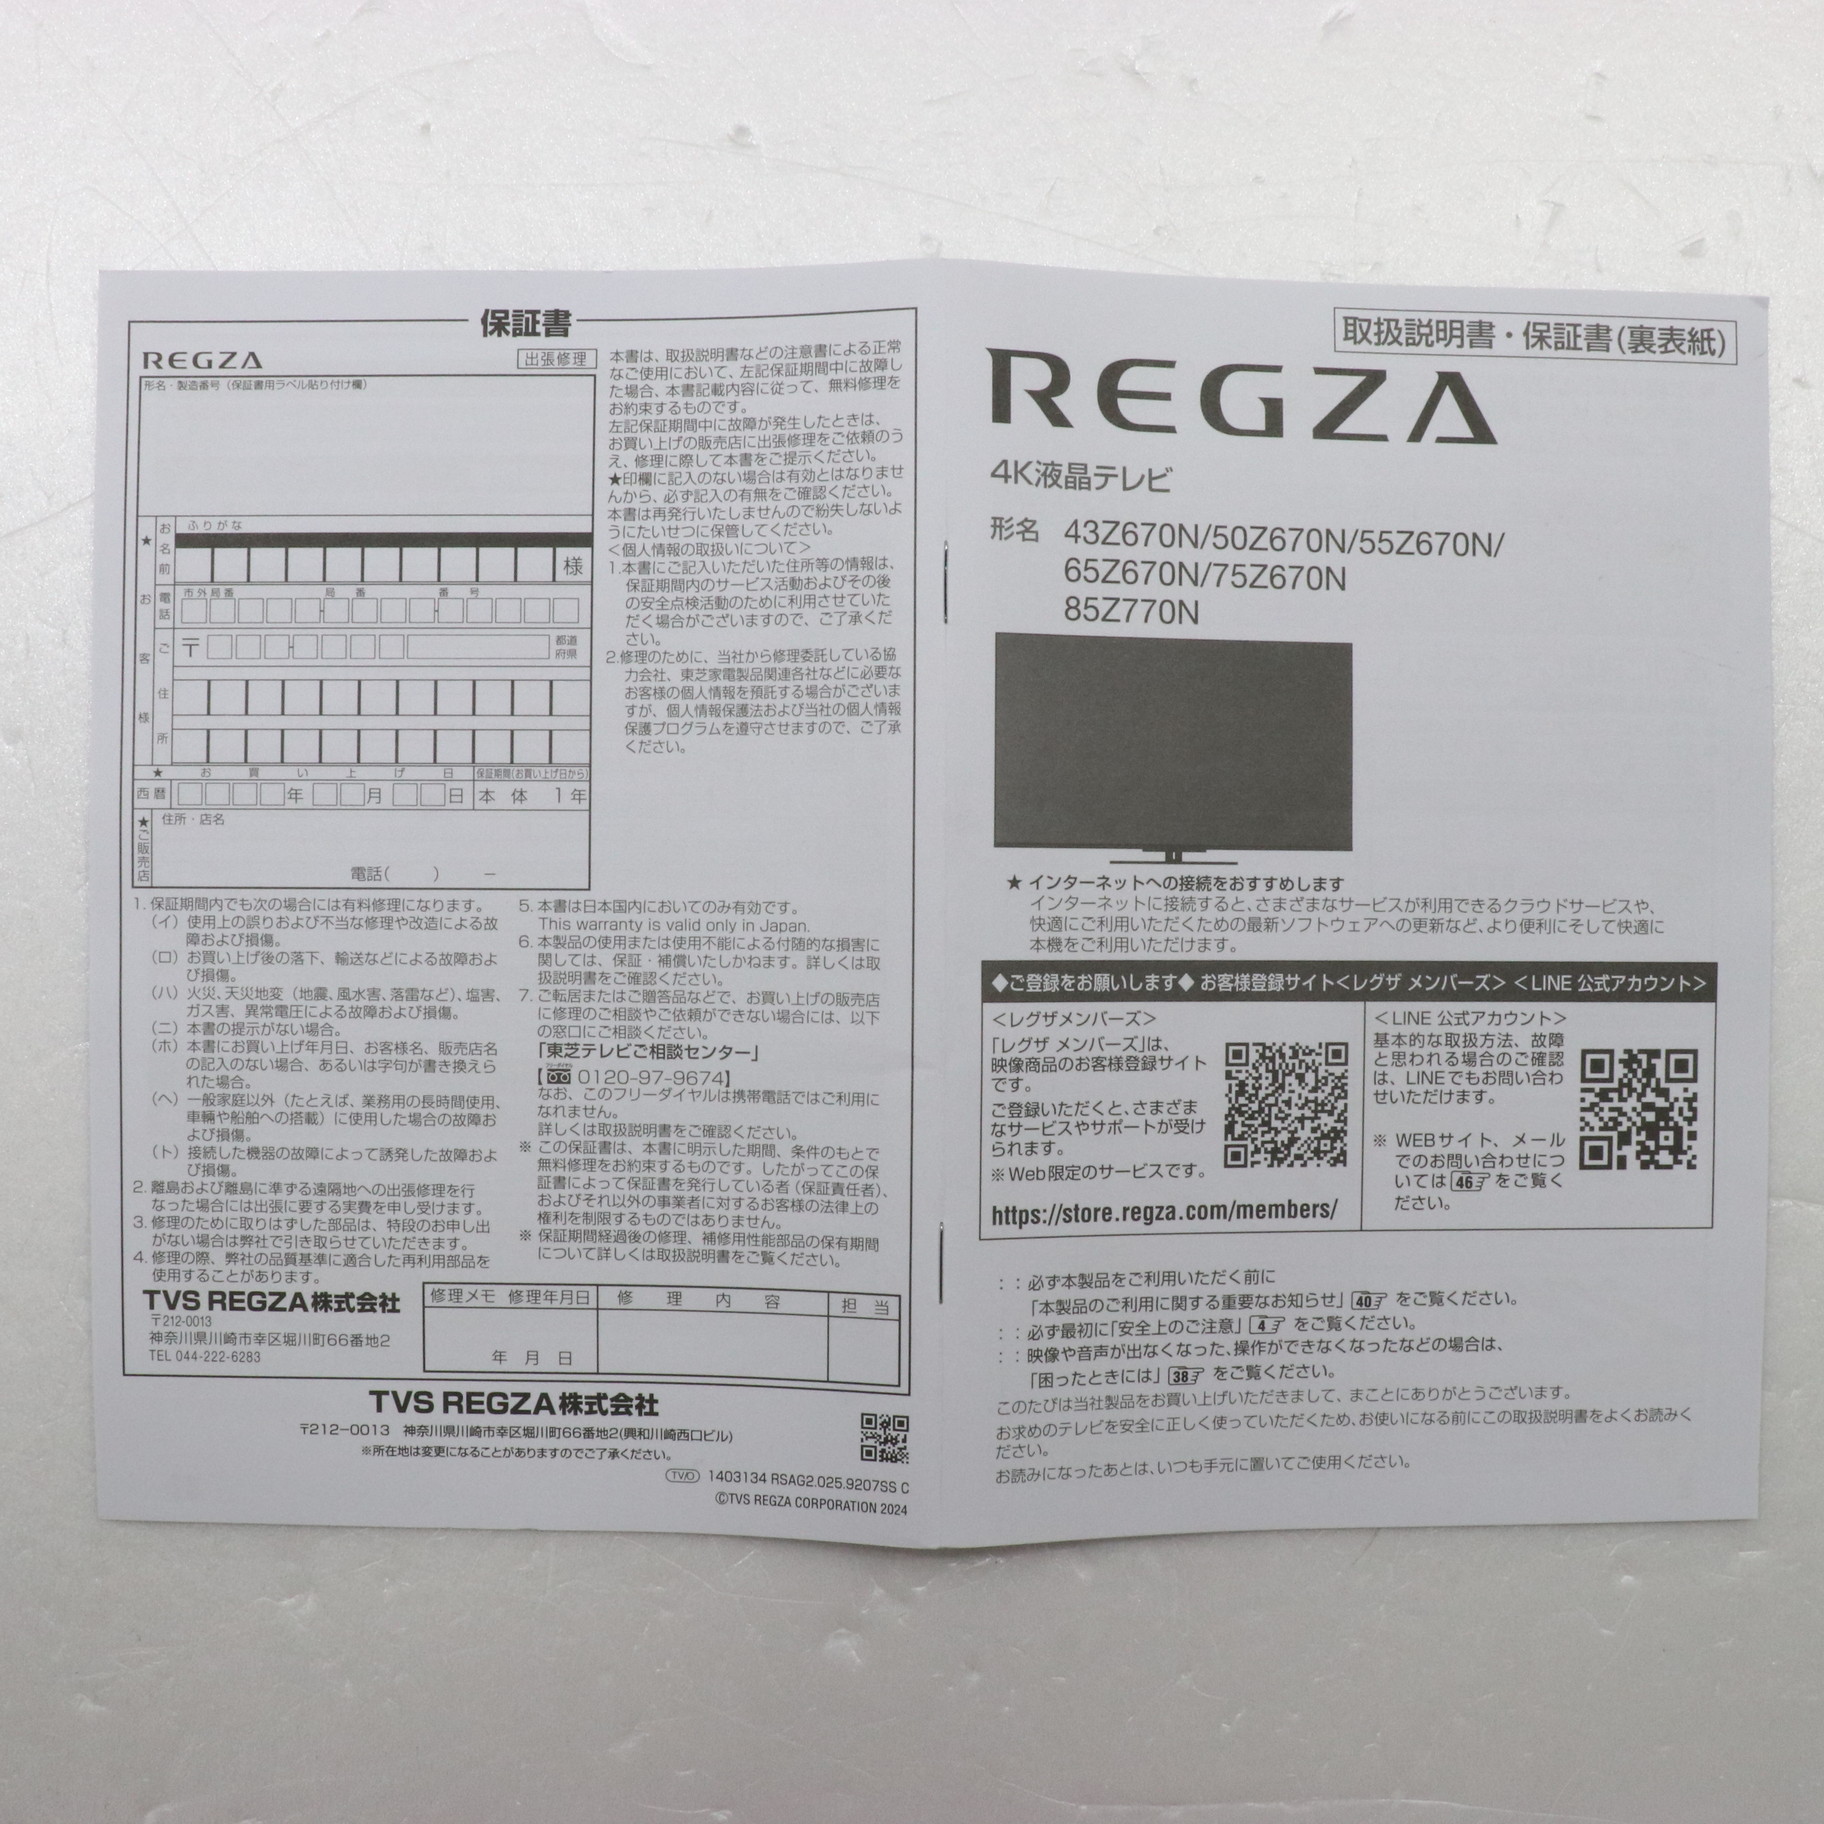 保証書
REGZA
出張修理
形名・製造番号（保証書用ラベル貼り付け欄）
★
お名前
ふりがな
様
お客様
電話
市外局番 局番 番号
ご住所
〒
都道府県
★ お買い上げ日 保証期間(お買い上げ日から)
西暦 年 月 日 本体 1年
★ご販売店
住所・店名
電話( ) −
本書は、取扱説明書などの注意書による正常
なご使用において、左記保証期間中に故障し
た場合、本書記載内容に従って、無料修理を
お約束するものです。
左記保証期間中に故障が発生したときは、
お買い上げの販売店に出張修理をご依頼のう
え、修理に際して本書をご提示ください。
★印欄に記入のない場合は有効とはなりませ
んから、必ず記入の有無をご確認ください。
本書は再発行いたしませんので紛失しないよ
うにたいせつに保管してください。
＜個人情報の取扱いについて＞
1.本書にご記入いただいた住所等の情報は、
保証期間内のサービス活動およびその後
の安全点検活動のために利用させていた
だく場合がございますので、ご了承くだ
さい。
2.修理のために、当社から修理委託している協
力会社、東芝家電製品関連各社などに必要な
お客様の個人情報を預託する場合がございま
すが、個人情報保護法および当社の個人情報
保護プログラムを遵守させますので、ご了承
ください。
1. 保証期間内でも次の場合には有料修理になります。
（イ）使用上の誤りおよび不当な修理や改造による故
障および損傷。
（ロ）お買い上げ後の落下、輸送などによる故障およ
び損傷。
（ハ）火災、天災地変（地震、風水害、落雷など）、塩害、
ガス害、異常電圧による故障および損傷。
（ニ）本書の提示がない場合。
（ホ）本書にお買い上げ年月日、お客様名、販売店名
の記入のない場合、あるいは字句が書き換えら
れた場合。
（ヘ）一般家庭以外（たとえば、業務用の長時間使用、
車輛や船舶への搭載）に使用した場合の故障お
よび損傷。
（ト）接続した機器の故障によって誘発した故障およ
び損傷。
2. 離島および離島に準ずる遠隔地への出張修理を行
なった場合には出張に要する実費を申し受けます。
3. 修理のために取りはずした部品は、特段のお申し出
がない場合は弊社で引き取らせていただきます。
4. 修理の際、弊社の品質基準に適合した再利用部品を
使用することがあります。
5. 本書は日本国内においてのみ有効です。
This warranty is valid only in Japan.
6. 本製品の使用または使用不能による付随的な損害に
関しては、保証・補償いたしかねます。詳しくは取
扱説明書をご確認ください。
7. ご転居またはご贈答品などで、お買い上げの販売店
に修理のご相談やご依頼ができない場合には、以下
の窓口にご相談ください。
「東芝テレビご相談センター」
【フリーダイヤル 0120-97-9674】
なお、このフリーダイヤルは携帯電話ではご利用に
なれません。
詳しくは取扱説明書をご確認ください。
※ この保証書は、本書に明示した期間、条件のもとで
無料修理をお約束するものです。したがってこの保
証書によって保証書を発行している者（保証責任者）、
およびそれ以外の事業者に対するお客様の法律上の
権利を制限するものではありません。
※ 保証期間経過後の修理、補修用性能部品の保有期間
について詳しくは取扱説明書をご覧ください。
TVS REGZA株式会社
〒212-0013
神奈川県川崎市幸区堀川町66番地2
TEL 044-222-6283
修理メモ 修理年月日 修理内容 担当
年 月 日
TVS REGZA株式会社
〒212−0013 神奈川県川崎市幸区堀川町66番地2(興和川崎西口ビル)
※所在地は変更になることがありますのでご了承ください。
TV/D 1403134 RSAG2.025.9207SS C
©TVS REGZA CORPORATION 2024
取扱説明書・保証書(裏表紙)
REGZA
4K液晶テレビ
形名 43Z670N/50Z670N/55Z670N/
65Z670N/75Z670N
85Z770N
★ インターネットへの接続をおすすめします
インターネットに接続すると、さまざまなサービスが利用できるクラウドサービスや、
快適にご利用いただくための最新ソフトウェアへの更新など、より便利にそして快適に
本機をご利用いただけます。
◆ご登録をお願いします◆ お客様登録サイト＜レグザ メンバーズ＞ ＜LINE 公式アカウント＞
＜レグザメンバーズ＞
「レグザ メンバーズ」は、
映像商品のお客様登録サイト
です。
ご登録いただくと、さまざま
なサービスやサポートが受け
られます。
※Web限定のサービスです。
https://store.regza.com/members/
＜LINE 公式アカウント＞
基本的な取扱方法、故障
と思われる場合のご確認
は、LINEでもお問い合わ
せいただけます。
※ WEBサイト、メール
でのお問い合わせにつ
いては 46 をご覧く
ださい。
：：必ず本製品をご利用いただく前に
「本製品のご利用に関する重要なお知らせ」 40 をご覧ください。
：：必ず最初に「安全上のご注意」 4 をご覧ください。
：：映像や音声が出なくなった、操作ができなくなったなどの場合は、
「困ったときには」 38 をご覧ください。
このたびは当社製品をお買い上げいただきまして、まことにありがとうございます。
お求めのテレビを安全に正しく使っていただくため、お使いになる前にこの取扱説明書をよくお読みく
ださい。
お読みになったあとは、いつも手元に置いてご使用ください。